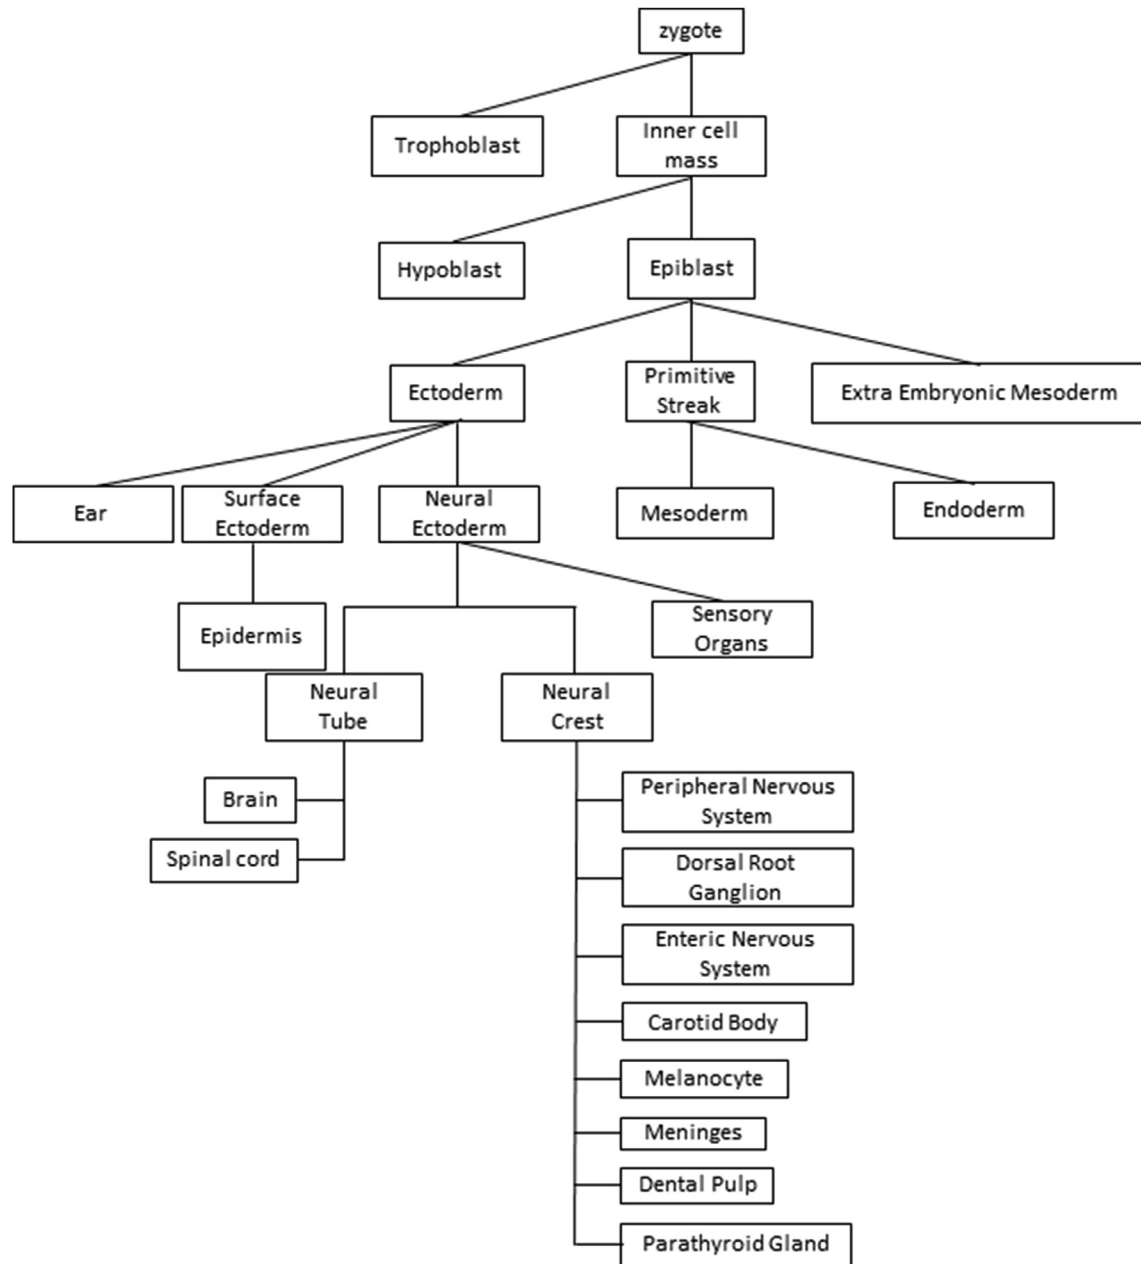 zygote
Trophoblast
Inner cell
mass
Hypoblast
Epiblast
Ectoderm
Primitive
Streak
Extra Embryonic Mesoderm
Ear
Surface
Ectoderm
Neural
Ectoderm
Mesoderm
Endoderm
Epidermis
Sensory
Organs
Neural
Tube
Neural
Crest
Brain
Spinal cord
Peripheral Nervous
System
Dorsal Root
Ganglion
Enteric Nervous
System
Carotid Body
Melanocyte
Meninges
Dental Pulp
Parathyroid Gland